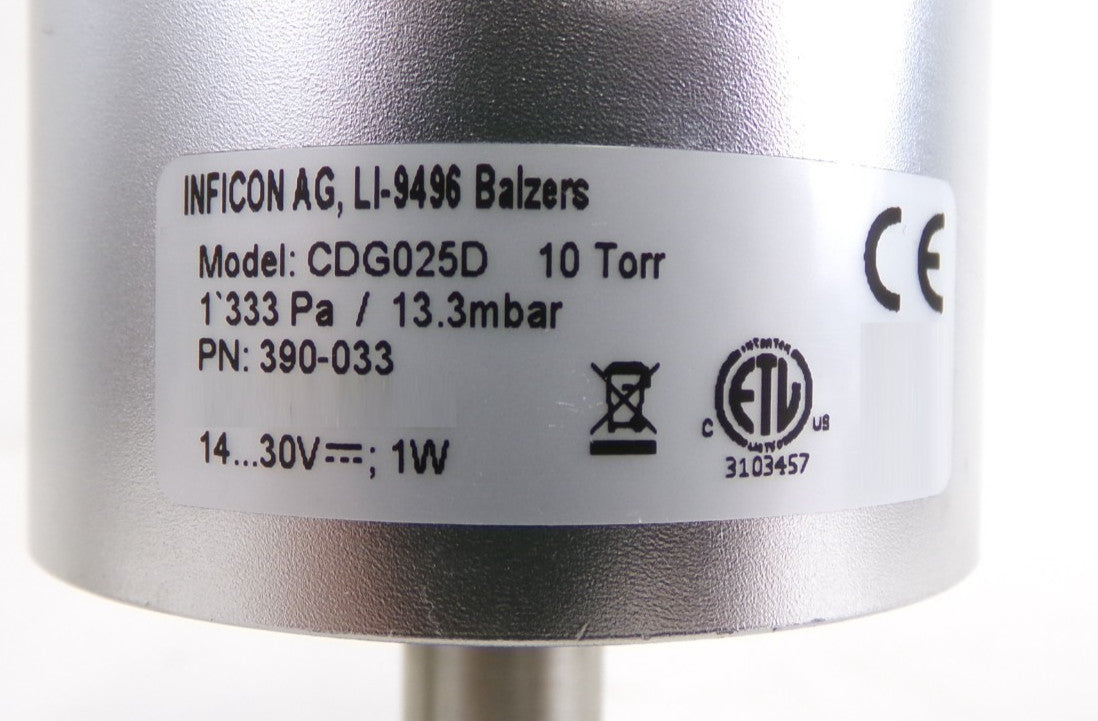 INFICON AG, LI-9496 Balzers
Model: CDG025D 10 Torr
1`333 Pa / 13.3mbar
PN: 390-033
14...30V⎓; 1W
CE
ETL
C US
3103457